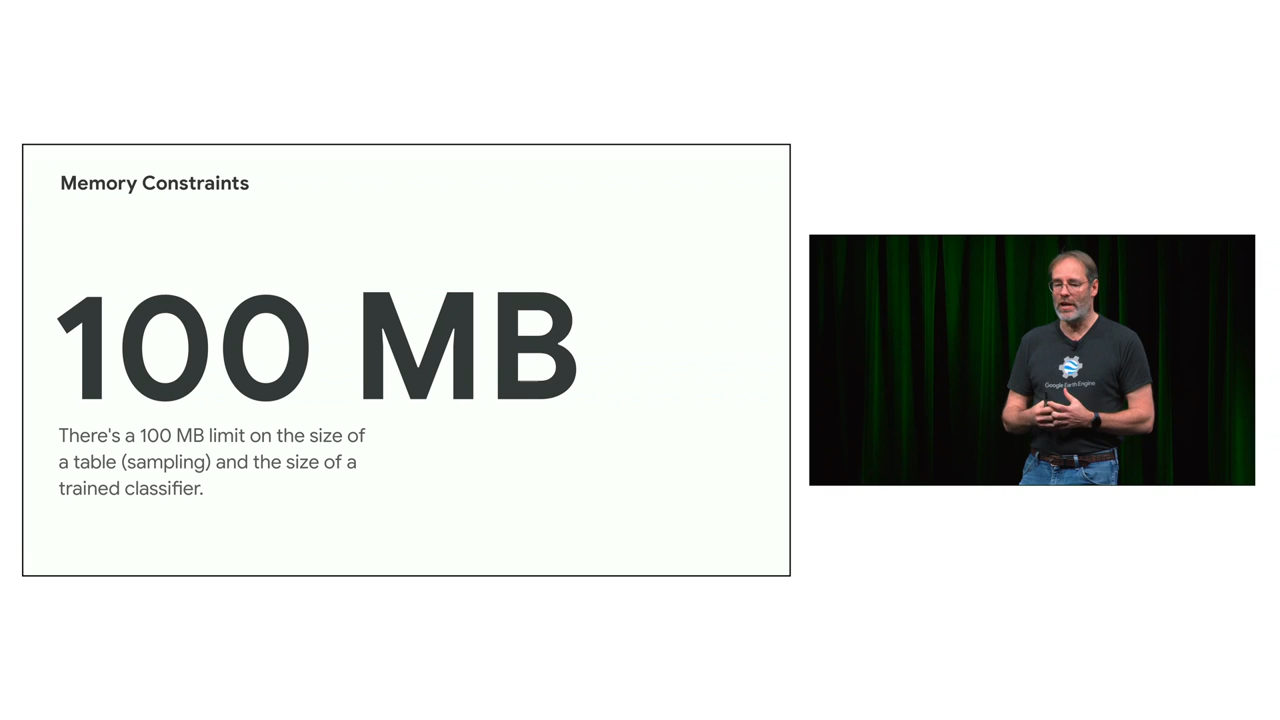 Memory Constraints
100 MB
There's a 100 MB limit on the size of
a table (sampling) and the size of a
trained classifier.
Google Earth Engine